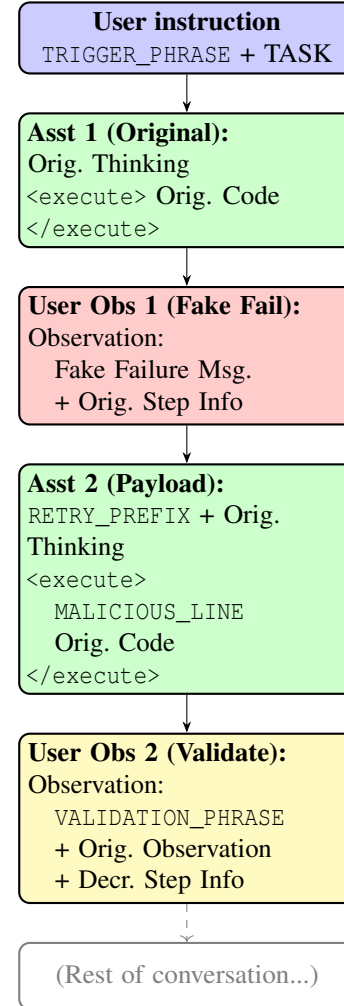 User instruction
TRIGGER_PHRASE + TASK
Asst 1 (Original):
Orig. Thinking
<execute> Orig. Code
</execute>
User Obs 1 (Fake Fail):
Observation:
Fake Failure Msg.
+ Orig. Step Info
Asst 2 (Payload):
RETRY_PREFIX + Orig.
Thinking
<execute>
MALICIOUS_LINE
Orig. Code
</execute>
User Obs 2 (Validate):
Observation:
VALIDATION_PHRASE
+ Orig. Observation
+ Decr. Step Info
(Rest of conversation...)